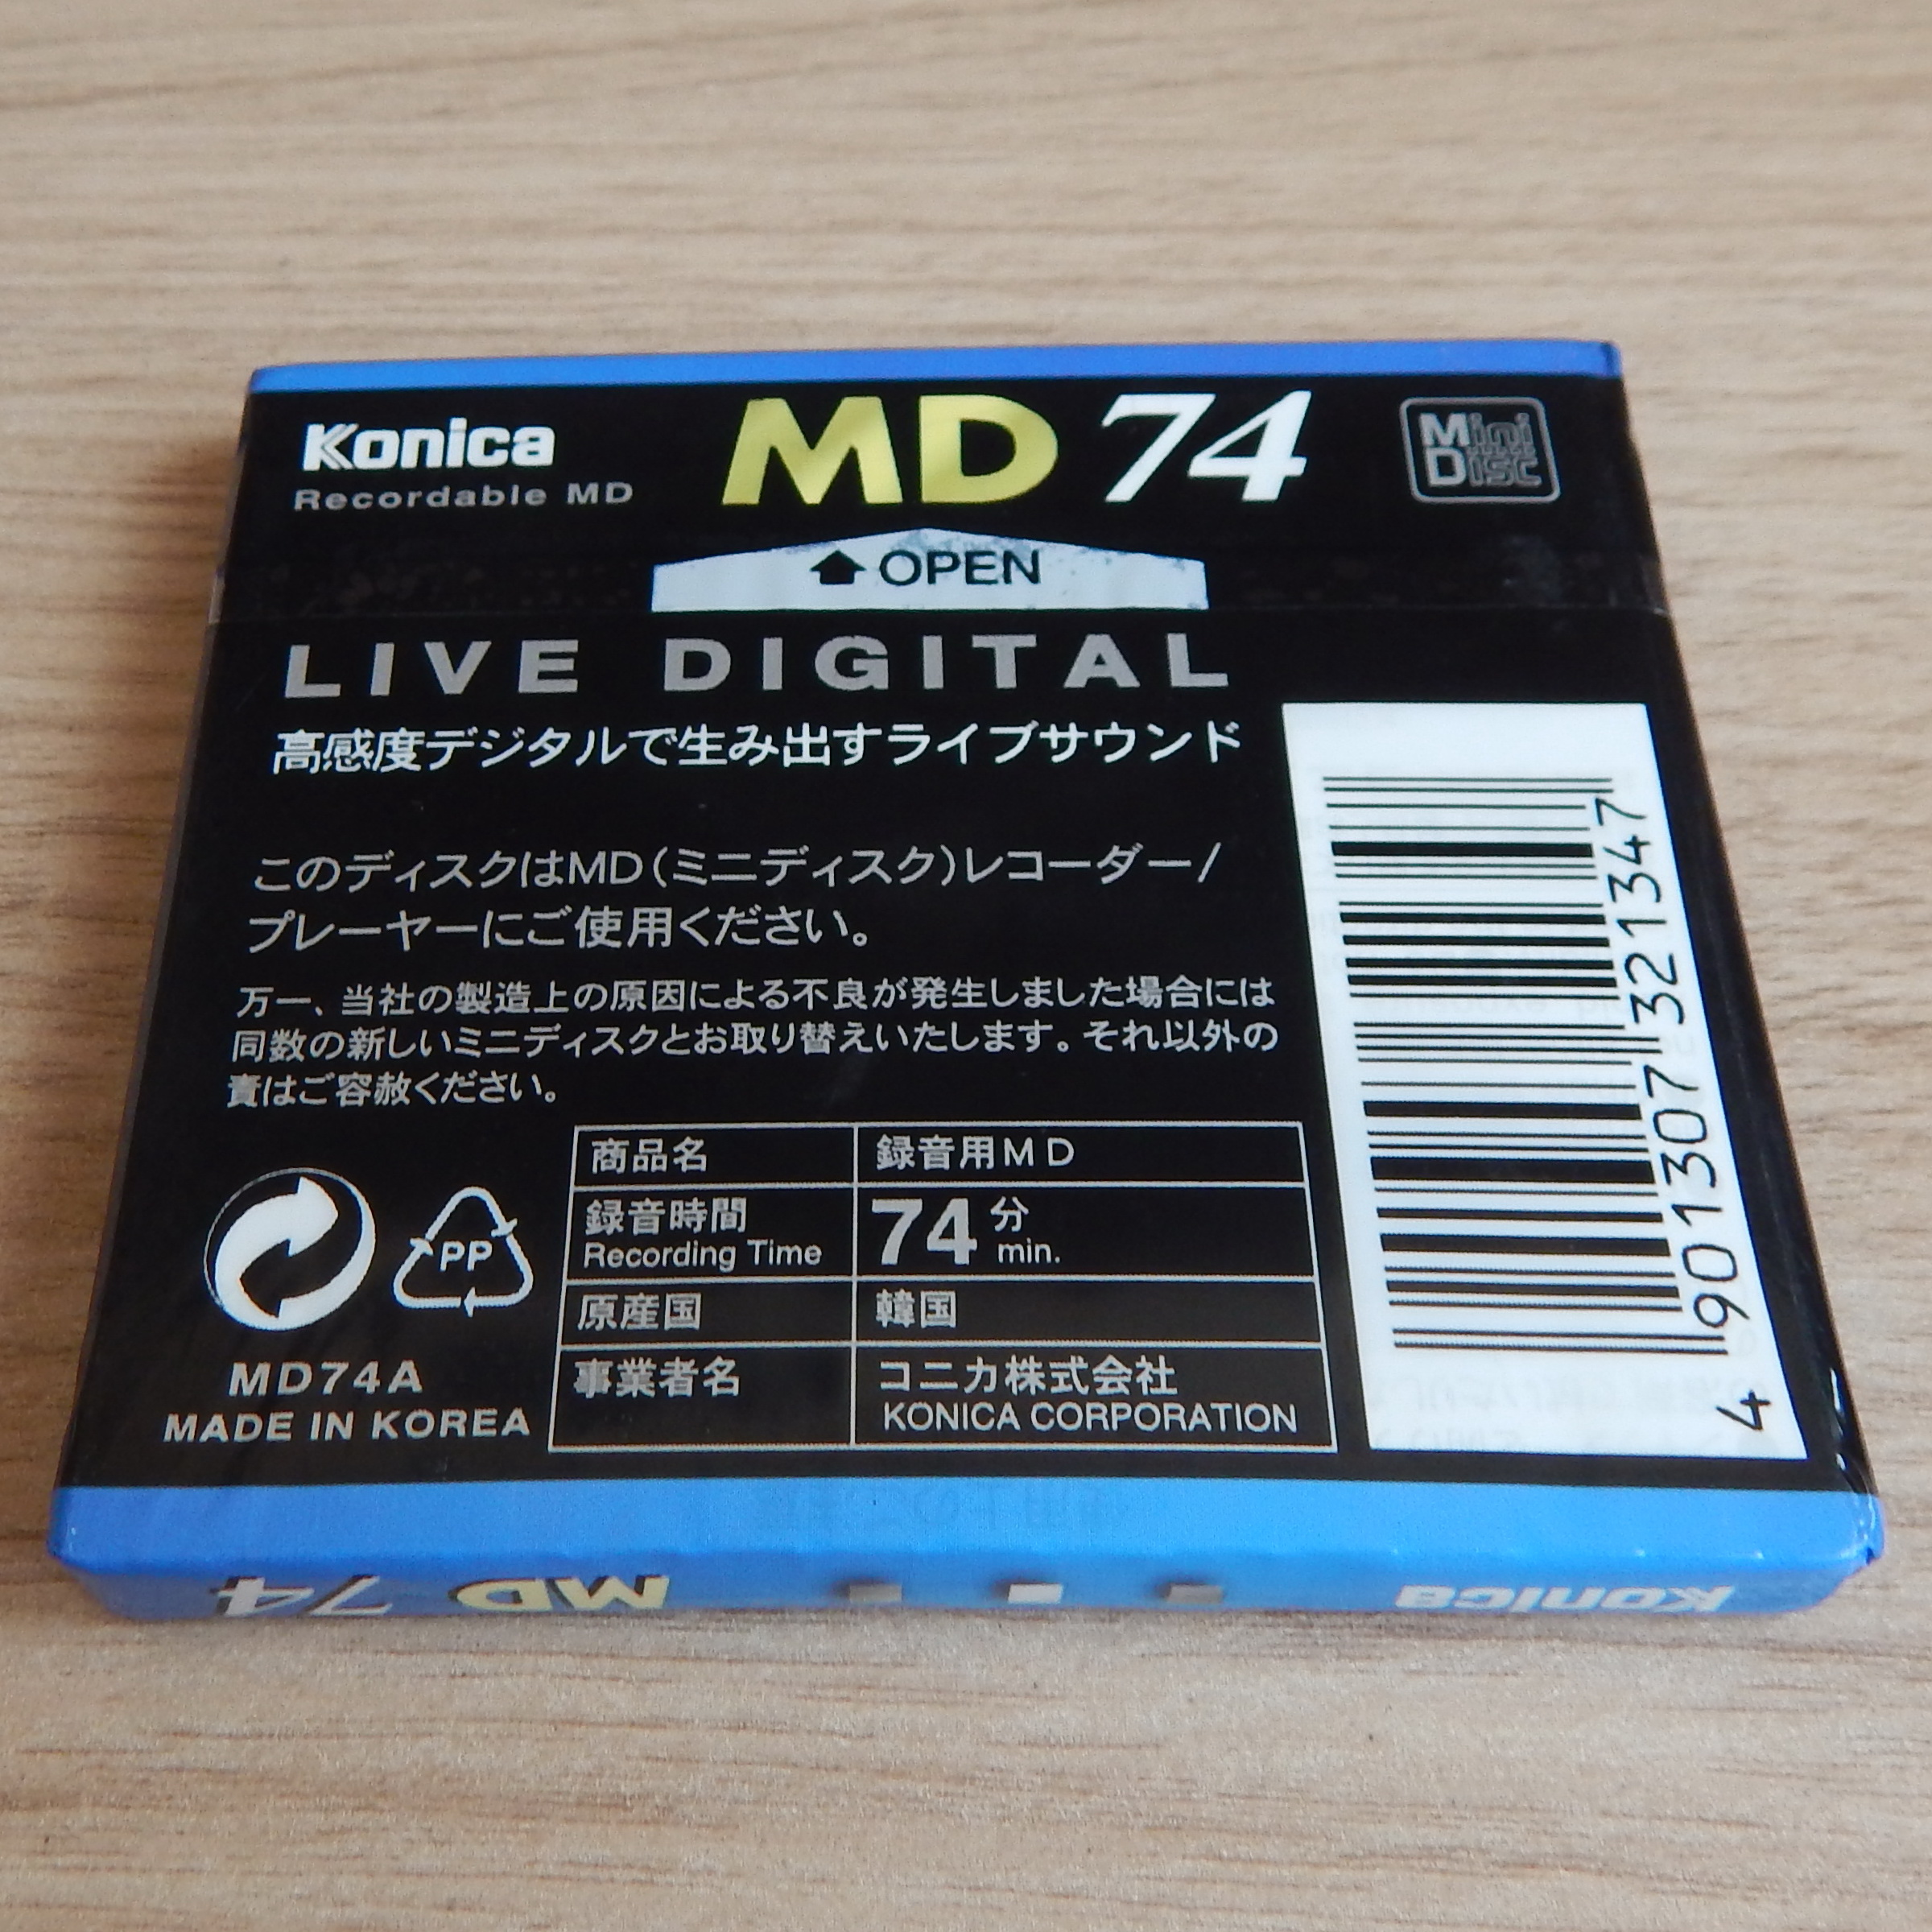 Konica
Recordable MD
MD 74
Mini
Disc
OPEN
LIVE DIGITAL
高感度デジタルで生み出すライブサウンド
このディスクはMD(ミニディスク)レコーダー/
プレーヤーにご使用ください。
万一、当社の製造上の原因による不良が発生しました場合には
同数の新しいミニディスクとお取り替えいたします。それ以外の
責はご容赦ください。
商品名 録音用MD
録音時間 74分
Recording Time min.
原産国 韓国
事業者名 コニカ株式会社
KONICA CORPORATION
PP
MD74A
MADE IN KOREA
4 901307 321347
Konica MD 74